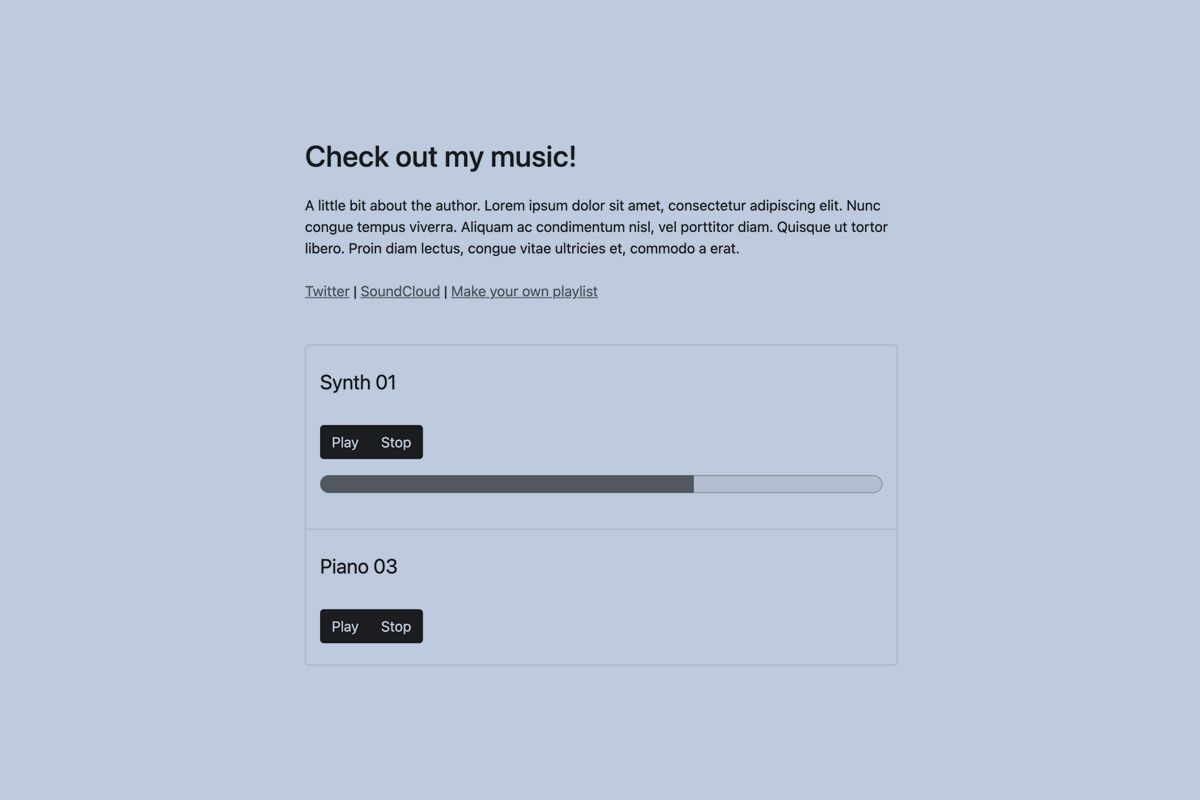 Check out my music!
A little bit about the author. Lorem ipsum dolor sit amet, consectetur adipiscing elit. Nunc
congue tempus viverra. Aliquam ac condimentum nisl, vel porttitor diam. Quisque ut tortor
libero. Proin diam lectus, congue vitae ultricies et, commodo a erat.
Twitter | SoundCloud | Make your own playlist
Synth 01
Play Stop
Piano 03
Play Stop